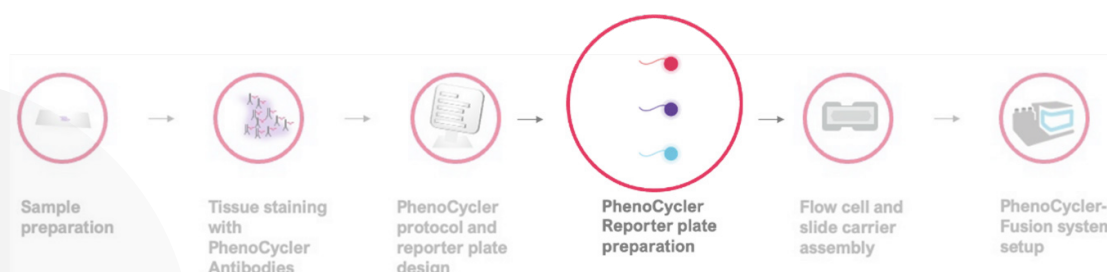 Sample
preparation
Tissue staining
with
PhenoCycler
Antibodies
PhenoCycler
protocol and
reporter plate
design
PhenoCycler
Reporter plate
preparation
Flow cell and
slide carrier
assembly
PhenoCycler-
Fusion system
setup